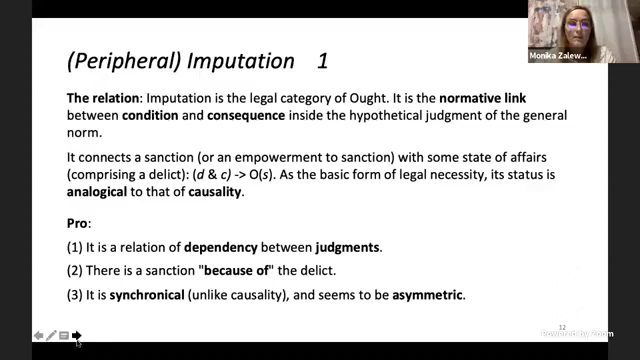 (Peripheral) Imputation 1
Monika Zalew...
The relation: Imputation is the legal category of Ought. It is the normative link
between condition and consequence inside the hypothetical judgment of the general
norm.
It connects a sanction (or an empowerment to sanction) with some state of affairs
(comprising a delict): (d & c) -> O(s). As the basic form of legal necessity, its status is
analogical to that of causality.
Pro:
(1) It is a relation of dependency between judgments.
(2) There is a sanction "because of" the delict.
(3) It is synchronical (unlike causality), and seems to be asymmetric.
12
Powered by Zoom